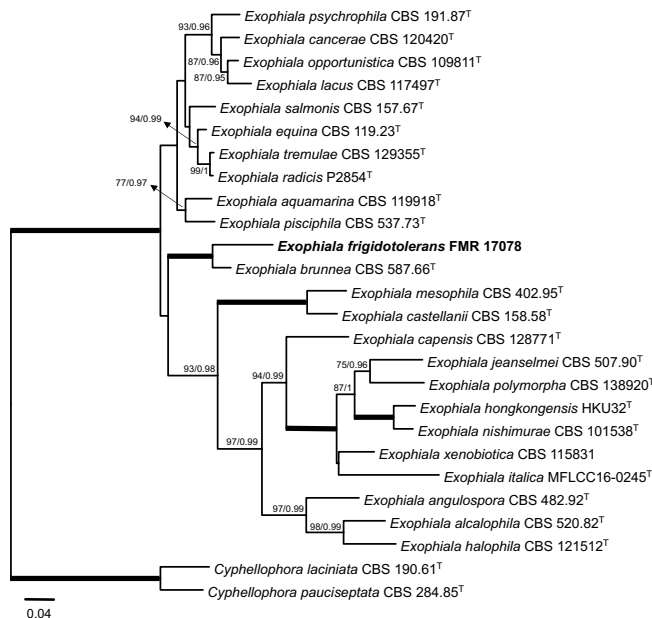 93/0.96
Exophiala psychrophila CBS 191.87ᵀ
Exophiala cancerae CBS 120420ᵀ
87/0.96
Exophiala opportunistica CBS 109811ᵀ
87/0.95
Exophiala lacus CBS 117497ᵀ
Exophiala salmonis CBS 157.67ᵀ
94/0.99
Exophiala equina CBS 119.23ᵀ
Exophiala tremulae CBS 129355ᵀ
99/1
Exophiala radicis P2854ᵀ
77/0.97
Exophiala aquamarina CBS 119918ᵀ
Exophiala pisciphila CBS 537.73ᵀ
Exophiala frigidotolerans FMR 17078
Exophiala brunnea CBS 587.66ᵀ
Exophiala mesophila CBS 402.95ᵀ
Exophiala castellanii CBS 158.58ᵀ
Exophiala capensis CBS 128771ᵀ
93/0.98
94/0.99
75/0.96
Exophiala jeanselmei CBS 507.90ᵀ
87/1
Exophiala polymorpha CBS 138920ᵀ
Exophiala hongkongensis HKU32ᵀ
Exophiala nishimurae CBS 101538ᵀ
97/0.99
Exophiala xenobiotica CBS 115831
Exophiala italica MFLCC16-0245ᵀ
Exophiala angulospora CBS 482.92ᵀ
97/0.99
Exophiala alcalophila CBS 520.82ᵀ
98/0.99
Exophiala halophila CBS 121512ᵀ
Cyphellophora laciniata CBS 190.61ᵀ
Cyphellophora pauciseptata CBS 284.85ᵀ
0.04